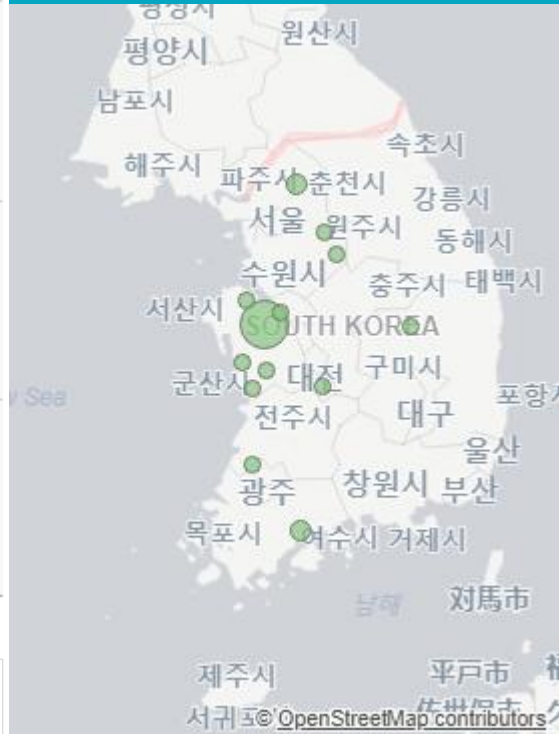 원산시
평양시
남포시
속초시
해주시
파주시
춘천시
강릉시
서울
원주시
동해시
수원시
충주시
태백시
서산시
SOUTH KOREA
구미시
대전
군산시
포항
전주시
대구
울산
광주
창원시
부산
목포시
여수시
거제시
남해
対馬市
제주시
平戸市
서귀포
© OpenStreetMap contributors
Sea